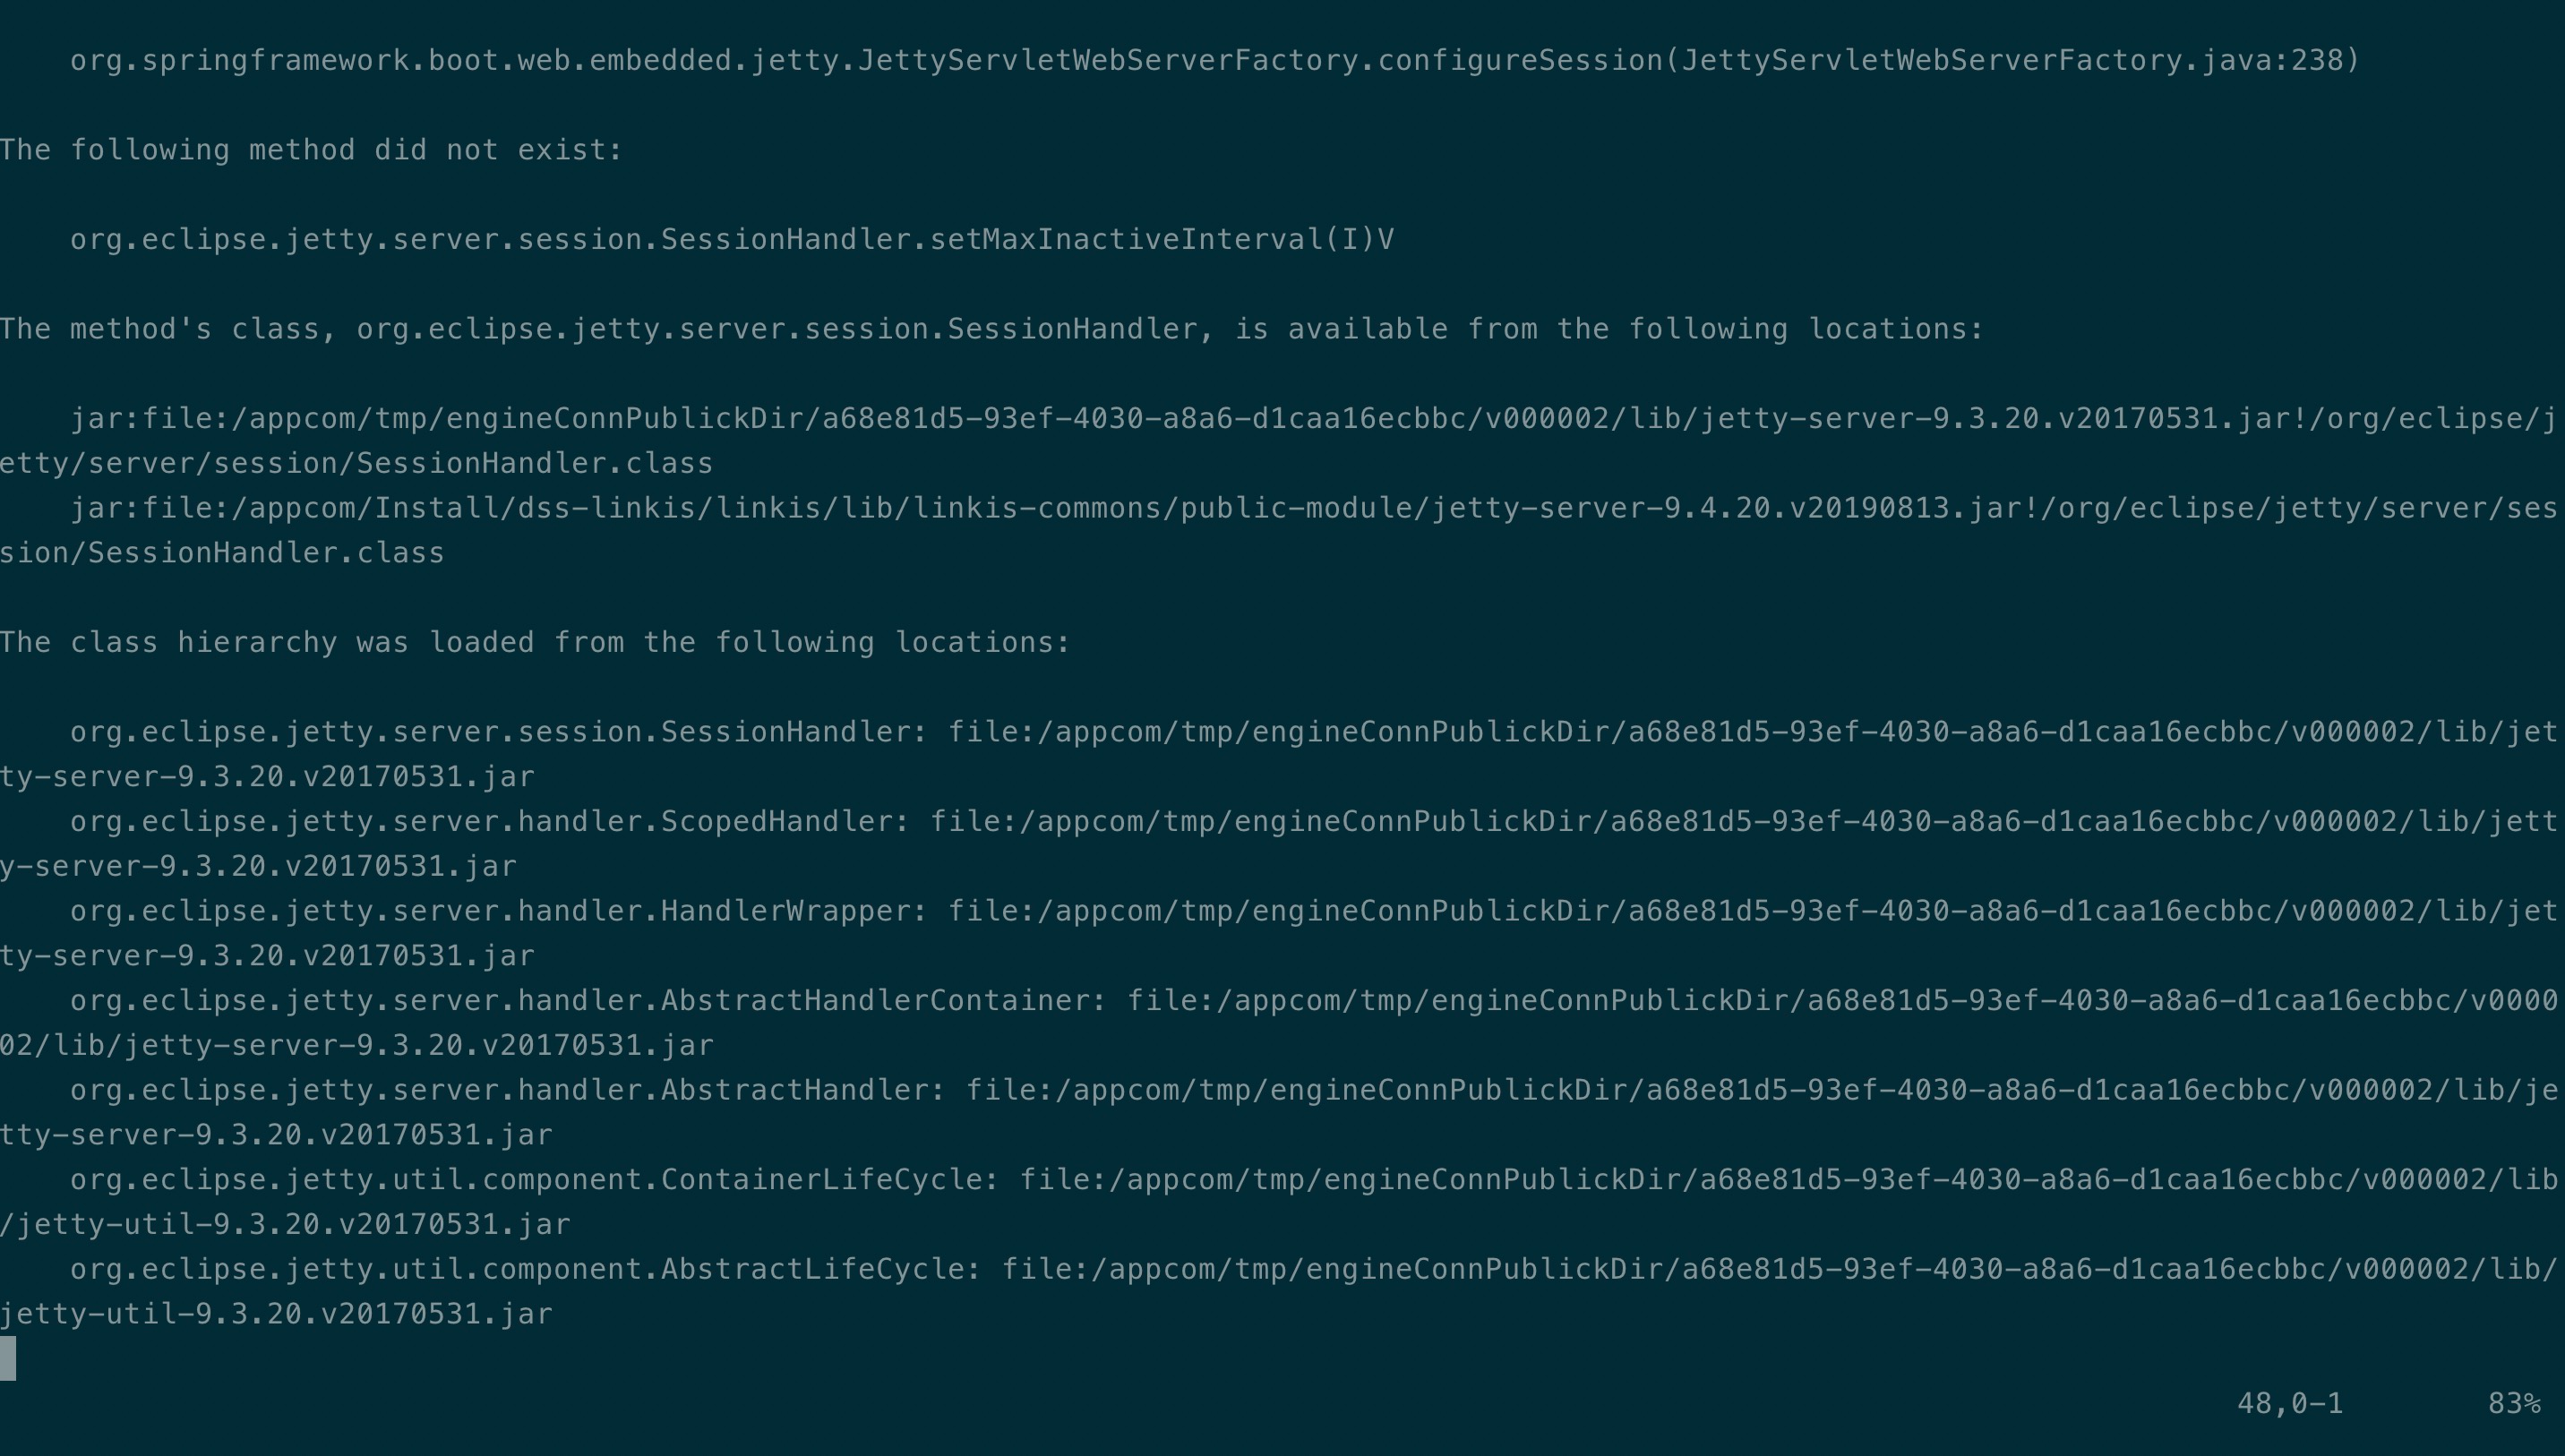 org.springframework.boot.web.embedded.jetty.JettyServletWebServerFactory.configureSession(JettyServletWebServerFactory.java:238)
The following method did not exist:
org.eclipse.jetty.server.session.SessionHandler.setMaxInactiveInterval(I)V
The method's class, org.eclipse.jetty.server.session.SessionHandler, is available from the following locations:
jar:file:/appcom/tmp/engineConnPublickDir/a68e81d5-93ef-4030-a8a6-d1caa16ecbbc/v000002/lib/jetty-server-9.3.20.v20170531.jar!/org/eclipse/j
etty/server/session/SessionHandler.class
jar:file:/appcom/Install/dss-linkis/linkis/lib/linkis-commons/public-module/jetty-server-9.4.20.v20190813.jar!/org/eclipse/jetty/server/ses
sion/SessionHandler.class
The class hierarchy was loaded from the following locations:
org.eclipse.jetty.server.session.SessionHandler: file:/appcom/tmp/engineConnPublickDir/a68e81d5-93ef-4030-a8a6-d1caa16ecbbc/v000002/lib/jet
ty-server-9.3.20.v20170531.jar
org.eclipse.jetty.server.handler.ScopedHandler: file:/appcom/tmp/engineConnPublickDir/a68e81d5-93ef-4030-a8a6-d1caa16ecbbc/v000002/lib/jett
y-server-9.3.20.v20170531.jar
org.eclipse.jetty.server.handler.HandlerWrapper: file:/appcom/tmp/engineConnPublickDir/a68e81d5-93ef-4030-a8a6-d1caa16ecbbc/v000002/lib/jet
ty-server-9.3.20.v20170531.jar
org.eclipse.jetty.server.handler.AbstractHandlerContainer: file:/appcom/tmp/engineConnPublickDir/a68e81d5-93ef-4030-a8a6-d1caa16ecbbc/v0000
02/lib/jetty-server-9.3.20.v20170531.jar
org.eclipse.jetty.server.handler.AbstractHandler: file:/appcom/tmp/engineConnPublickDir/a68e81d5-93ef-4030-a8a6-d1caa16ecbbc/v000002/lib/je
tty-server-9.3.20.v20170531.jar
org.eclipse.jetty.util.component.ContainerLifeCycle: file:/appcom/tmp/engineConnPublickDir/a68e81d5-93ef-4030-a8a6-d1caa16ecbbc/v000002/lib
/jetty-util-9.3.20.v20170531.jar
org.eclipse.jetty.util.component.AbstractLifeCycle: file:/appcom/tmp/engineConnPublickDir/a68e81d5-93ef-4030-a8a6-d1caa16ecbbc/v000002/lib/
jetty-util-9.3.20.v20170531.jar
48,0-1 83%